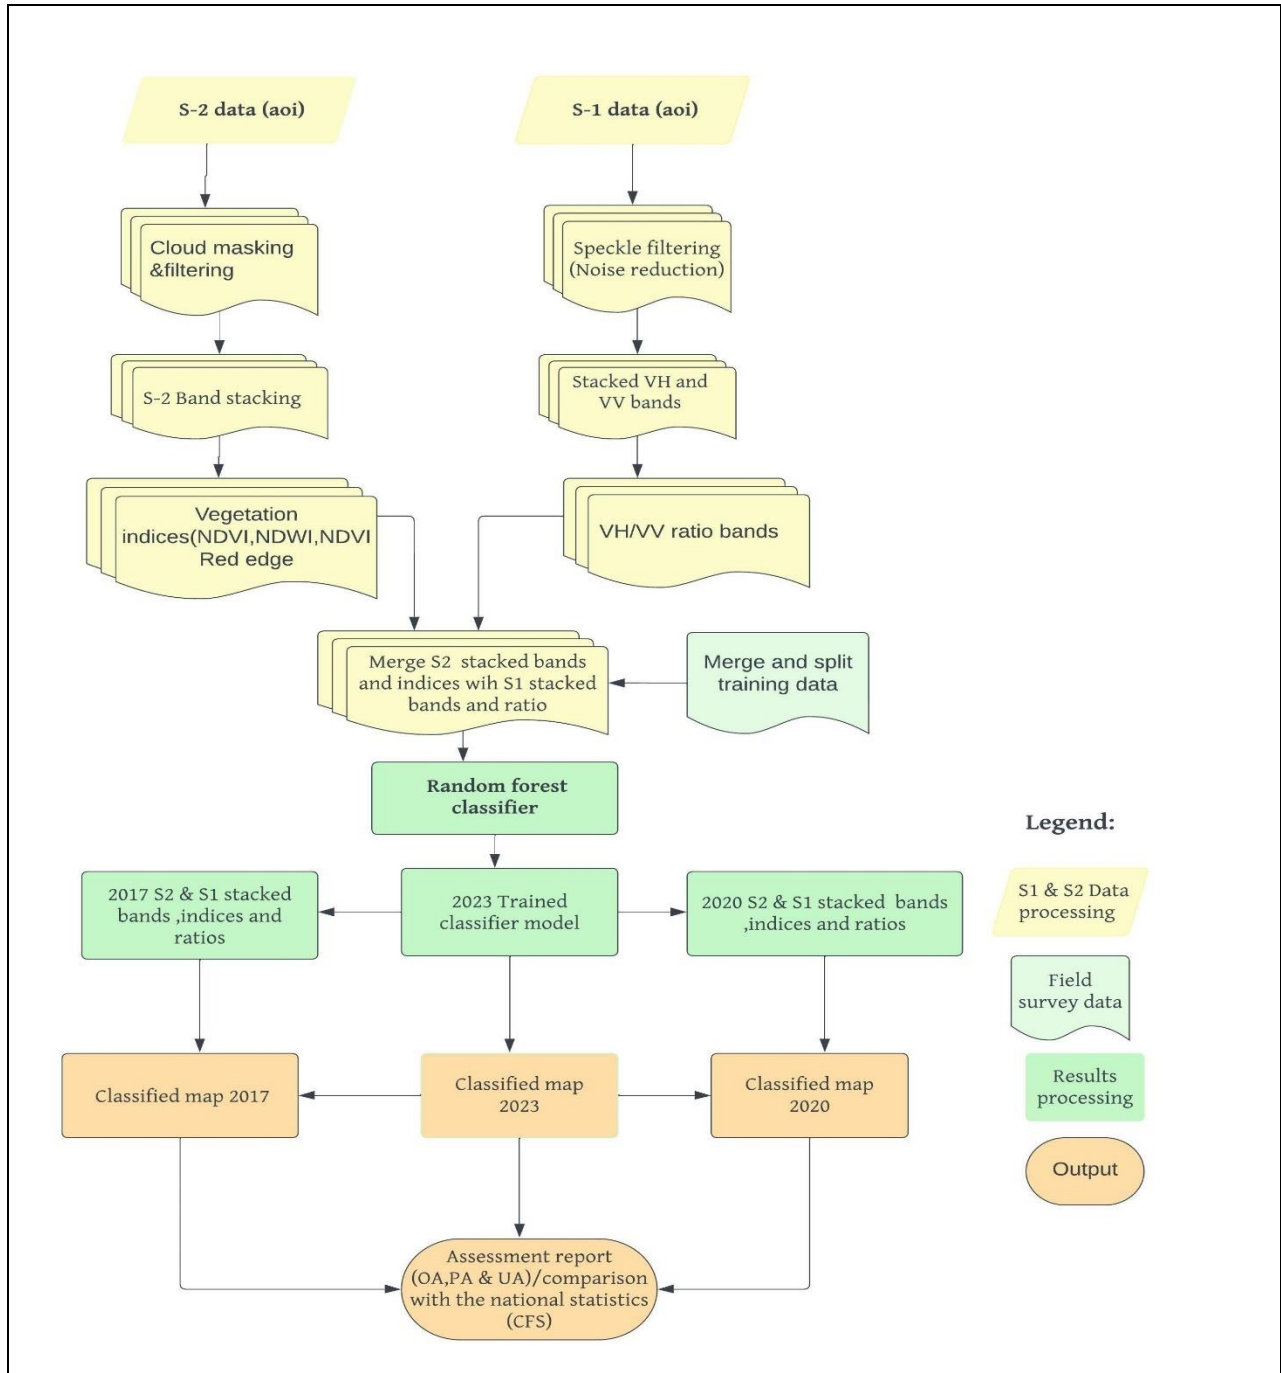 S-2 data (aoi)
S-1 data (aoi)
Cloud masking
&filtering
Speckle filtering
(Noise reduction)
S-2 Band stacking
Stacked VH and
VV bands
Vegetation
indices(NDVI,NDWI,NDVI
Red edge
VH/VV ratio bands
Merge S2 stacked bands
and indices wih S1 stacked
bands and ratio
Merge and split
training data
Random forest
classifier
2017 S2 & S1 stacked
bands ,indices and
ratios
2023 Trained
classifier model
2020 S2 & S1 stacked bands
,indices and ratios
Classified map 2017
Classified map
2023
Classified map
2020
Assessment report
(OA,PA & UA)/comparison
with the national statistics
(CFS)
Legend:
S1 & S2 Data
processing
Field
survey data
Results
processing
Output